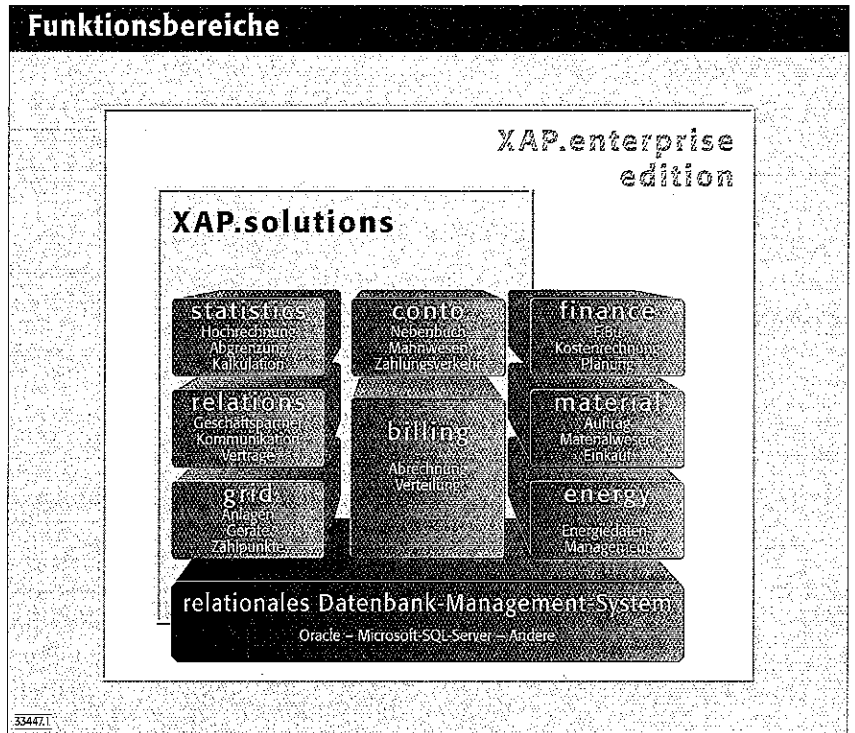 Funktionsbereiche
XAP.enterprise
edition
XAP.solutions
statistics
Hochrechnung
Abgrenzung
Kalkulation
conto
Nebenbuch
Mahnwesen
Zahlungsverkehr
finance
FiBu
Kostenrechnung
Planung
relations
Geschäftspartner
Kommunikation
Verträge
billing
Abrechnung
Verteilung
material
Auftrag
Materialwesen
Einkauf
grid
Anlagen
Geräte
Zählpunkte
energy
Energiedaten-
Management
relationales Datenbank-Management-System
Oracle – Microsoft-SQL-Server – Andere
33447.1